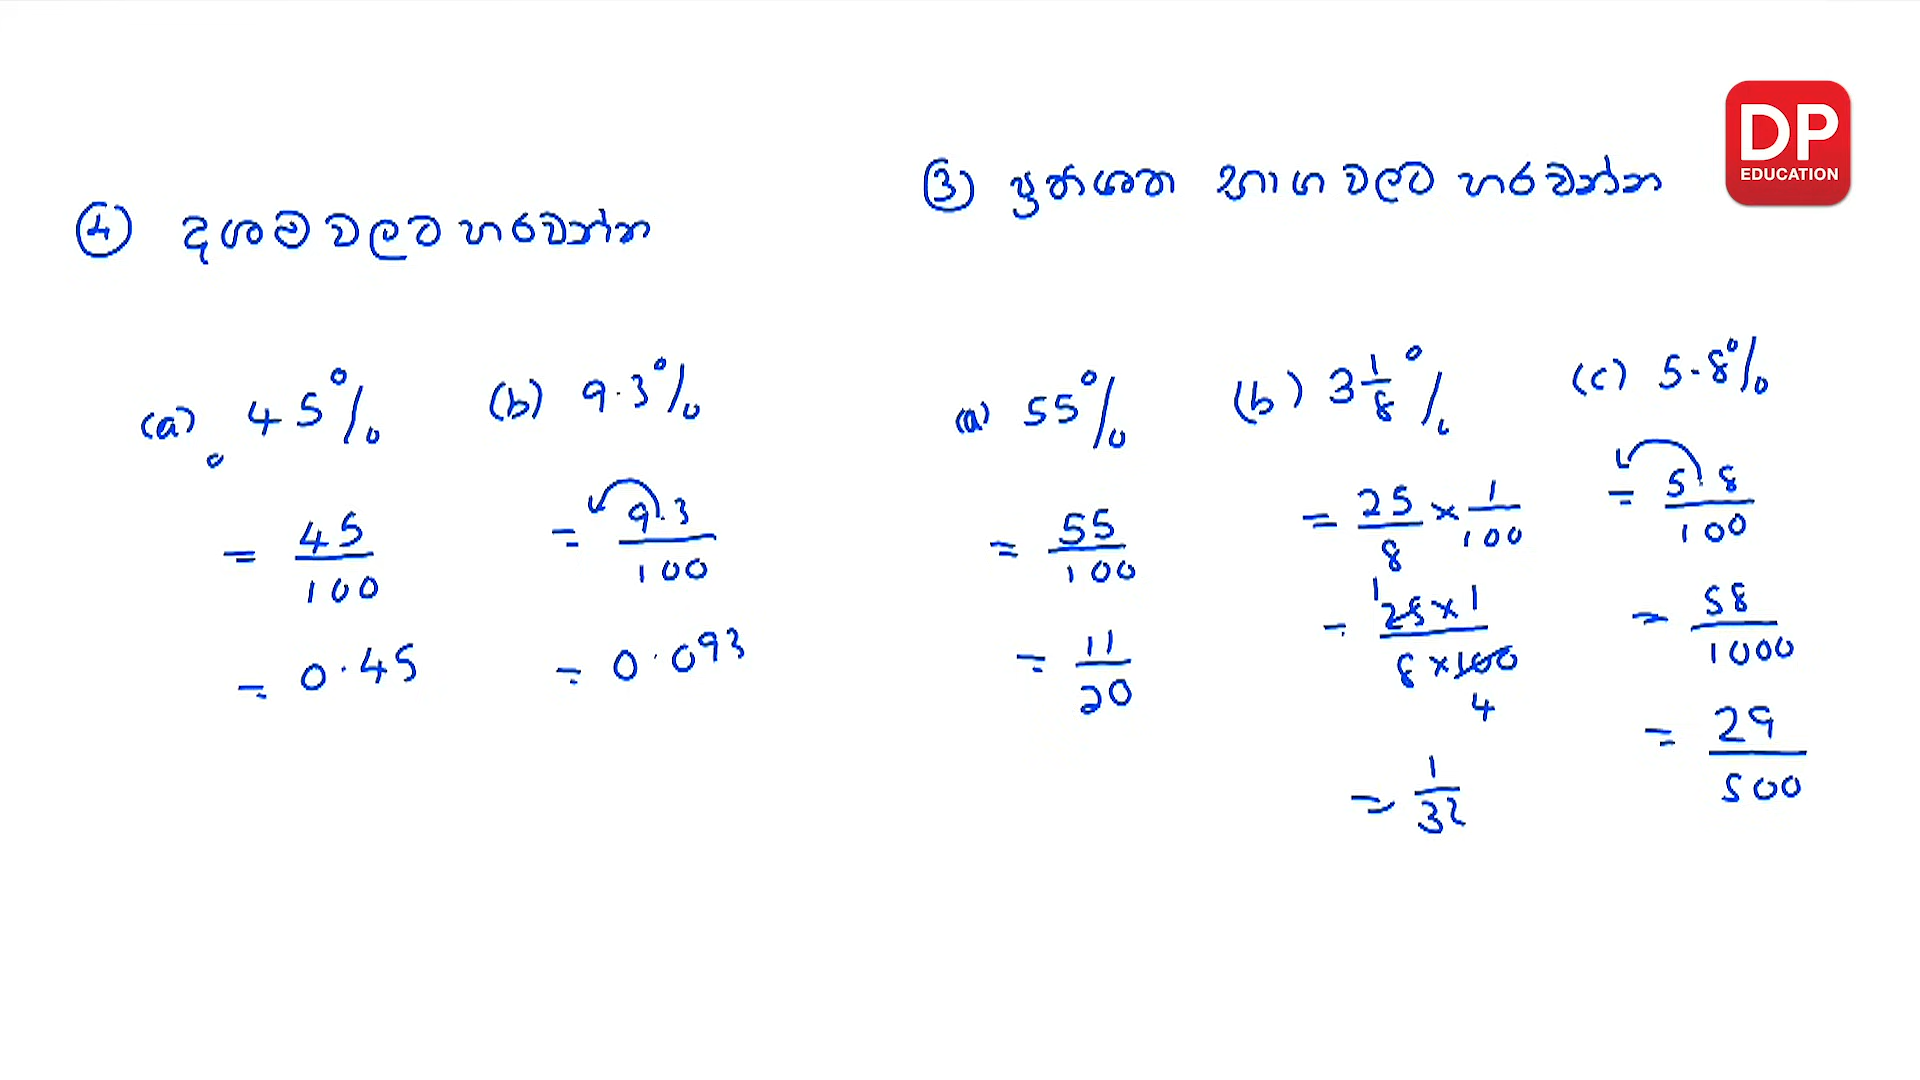 DP
EDUCATION
④ දශම වලට හරවන්න
(a) 45%
= 45/100
= 0.45
(b) 9.3%
= 9.3/100
= 0.093
③ ප්‍රතිශත භාග වලට හරවන්න
(a) 55%
= 55/100
= 11/20
(b) 3 1/8 %
= 25/8 × 1/100
= 25 × 1 / 8 × 100
1
4
= 1/32
(c) 5.8%
= 5.8/100
= 58/1000
= 29/500